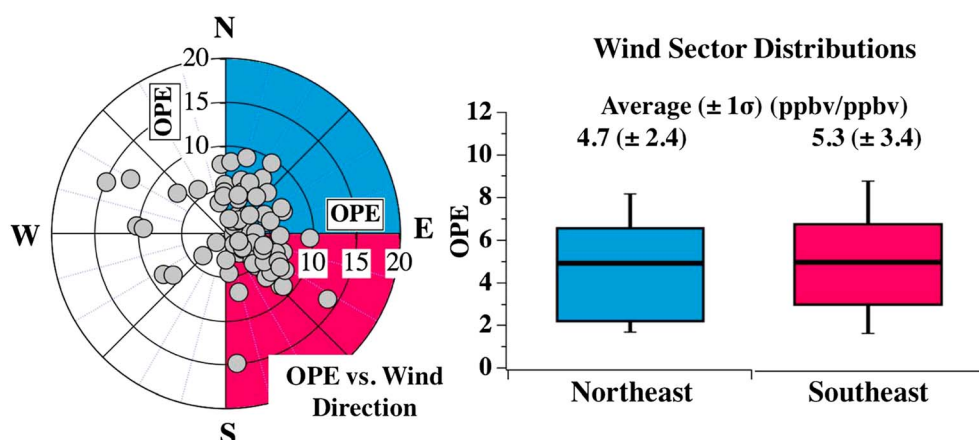 N
20
15
10
OPE
W
OPE
E
10
15
20
OPE vs. Wind
Direction
S
Wind Sector Distributions
Average (± 1σ) (ppbv/ppbv)
4.7 (± 2.4)
5.3 (± 3.4)
12
10
8
6
4
2
0
OPE
Northeast
Southeast